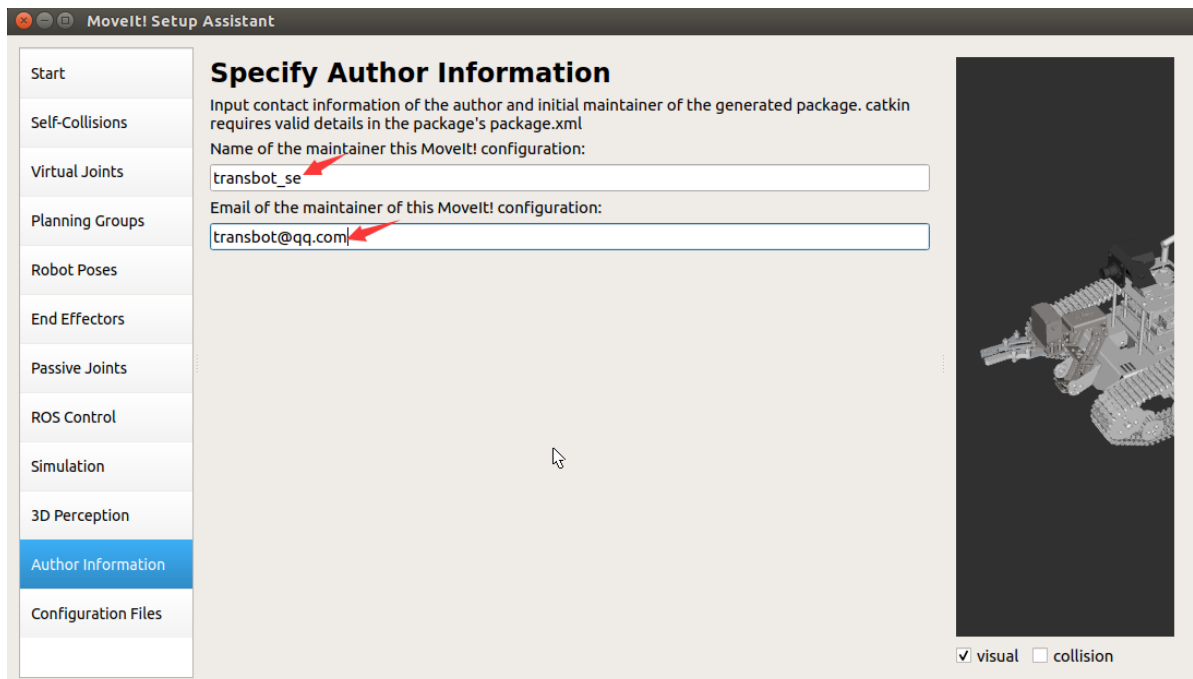 MoveIt! Setup Assistant
Start
Self-Collisions
Virtual Joints
Planning Groups
Robot Poses
End Effectors
Passive Joints
ROS Control
Simulation
3D Perception
Author Information
Configuration Files
Specify Author Information
Input contact information of the author and initial maintainer of the generated package. catkin
requires valid details in the package's package.xml
Name of the maintainer this MoveIt! configuration:
transbot_se
Email of the maintainer of this MoveIt! configuration:
transbot@qq.com
visual collision